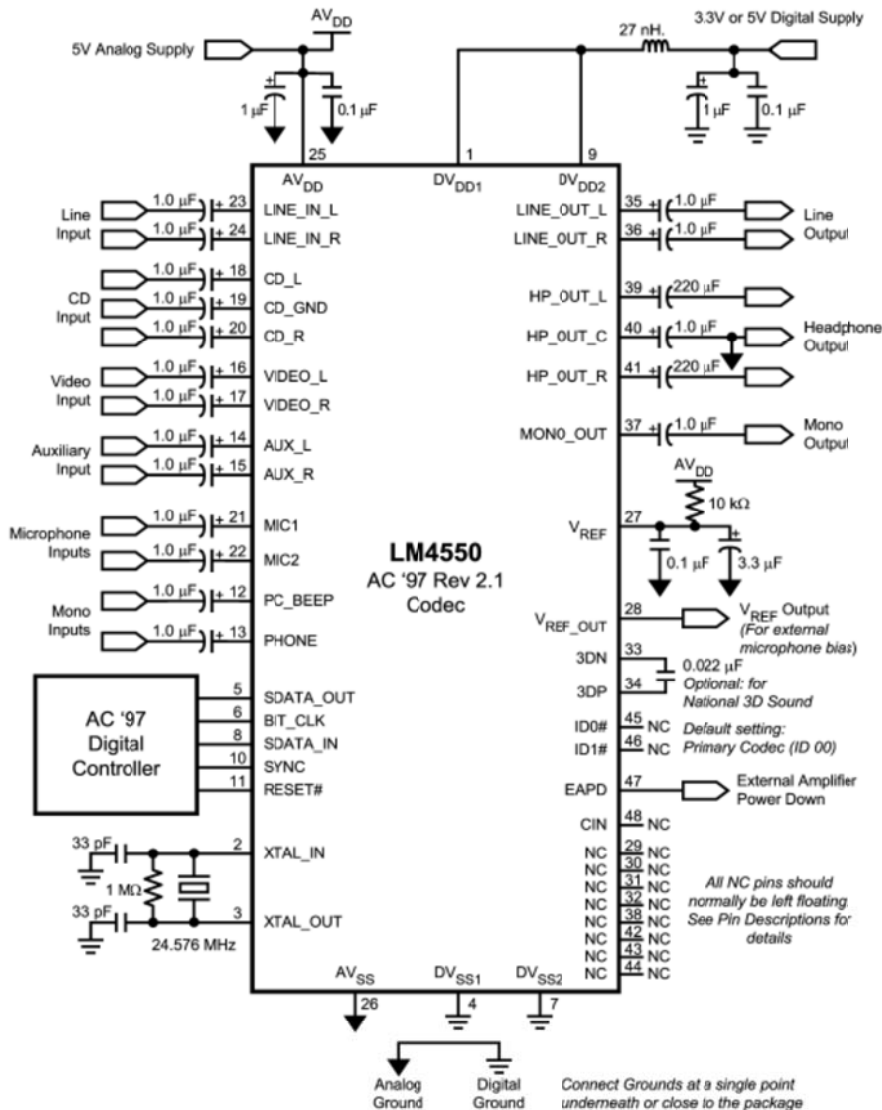 AVDD
5V Analog Supply
27 nH.
3.3V or 5V Digital Supply
+
1 µF
0.1 µF
+
1 µF
0.1 µF
25
1
9
AVDD
DVDD1
DVDD2
Line
Input
1.0 µF + 23 LINE_IN_L
1.0 µF + 24 LINE_IN_R
CD
Input
1.0 µF + 18 CD_L
1.0 µF + 19 CD_GND
1.0 µF + 20 CD_R
Video
Input
1.0 µF + 16 VIDEO_L
1.0 µF + 17 VIDEO_R
Auxiliary
Input
1.0 µF + 14 AUX_L
1.0 µF + 15 AUX_R
Microphone
Inputs
1.0 µF + 21 MIC1
1.0 µF + 22 MIC2
Mono
Inputs
1.0 µF + 12 PC_BEEP
1.0 µF + 13 PHONE
AC '97
Digital
Controller
5 SDATA_OUT
6 BIT_CLK
8 SDATA_IN
10 SYNC
11 RESET#
33 pF
2 XTAL_IN
1 MΩ
33 pF
3 XTAL_OUT
24.576 MHz
LM4550
AC '97 Rev 2.1
Codec
LINE_OUT_L 35 + 1.0 µF
LINE_OUT_R 36 + 1.0 µF
Line
Output
HP_OUT_L 39 + 220 µF
HP_OUT_C 40 + 1.0 µF
HP_OUT_R 41 + 220 µF
Headphone
Output
MONO_OUT 37 + 1.0 µF
Mono
Output
AVDD
10 kΩ
VREF 27
0.1 µF
+
3.3 µF
VREF_OUT 28
VREF Output
(For external
microphone bias)
3DN 33
3DP 34
0.022 µF
Optional: for
National 3D Sound
ID0# 45 NC
ID1# 46 NC
Default setting:
Primary Codec (ID 00)
EAPD 47
External Amplifier
Power Down
CIN 48 NC
NC 29 NC
NC 30 NC
NC 31 NC
NC 32 NC
NC 38 NC
NC 42 NC
NC 43 NC
NC 44 NC
All NC pins should
normally be left floating
See Pin Descriptions for
details
AVSS
DVSS1
DVSS2
26
4
7
Analog
Ground
Digital
Ground
Connect Grounds at a single point
underneath or close to the package